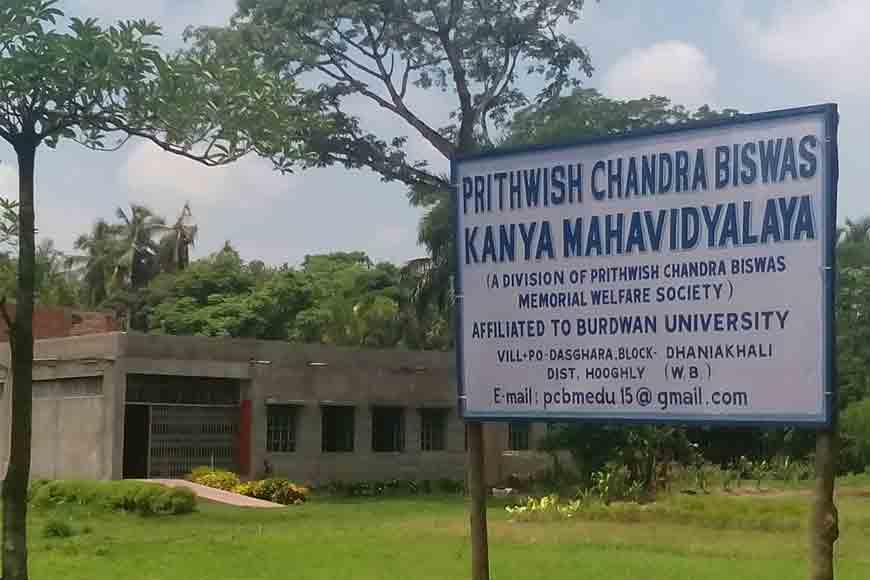 PRITHWISH CHANDRA BISWAS
KANYA MAHAVIDYALAYA
(A DIVISION OF PRITHWISH CHANDRA BISWAS
MEMORIAL WELFARE SOCIETY)
AFFILIATED TO BURDWAN UNIVERSITY
VILL+PO-DASGHARA, BLOCK- DHANIAKHALI
DIST. HOOGHLY (W.B.)
E-mail: pcbmedu.15@gmail.com